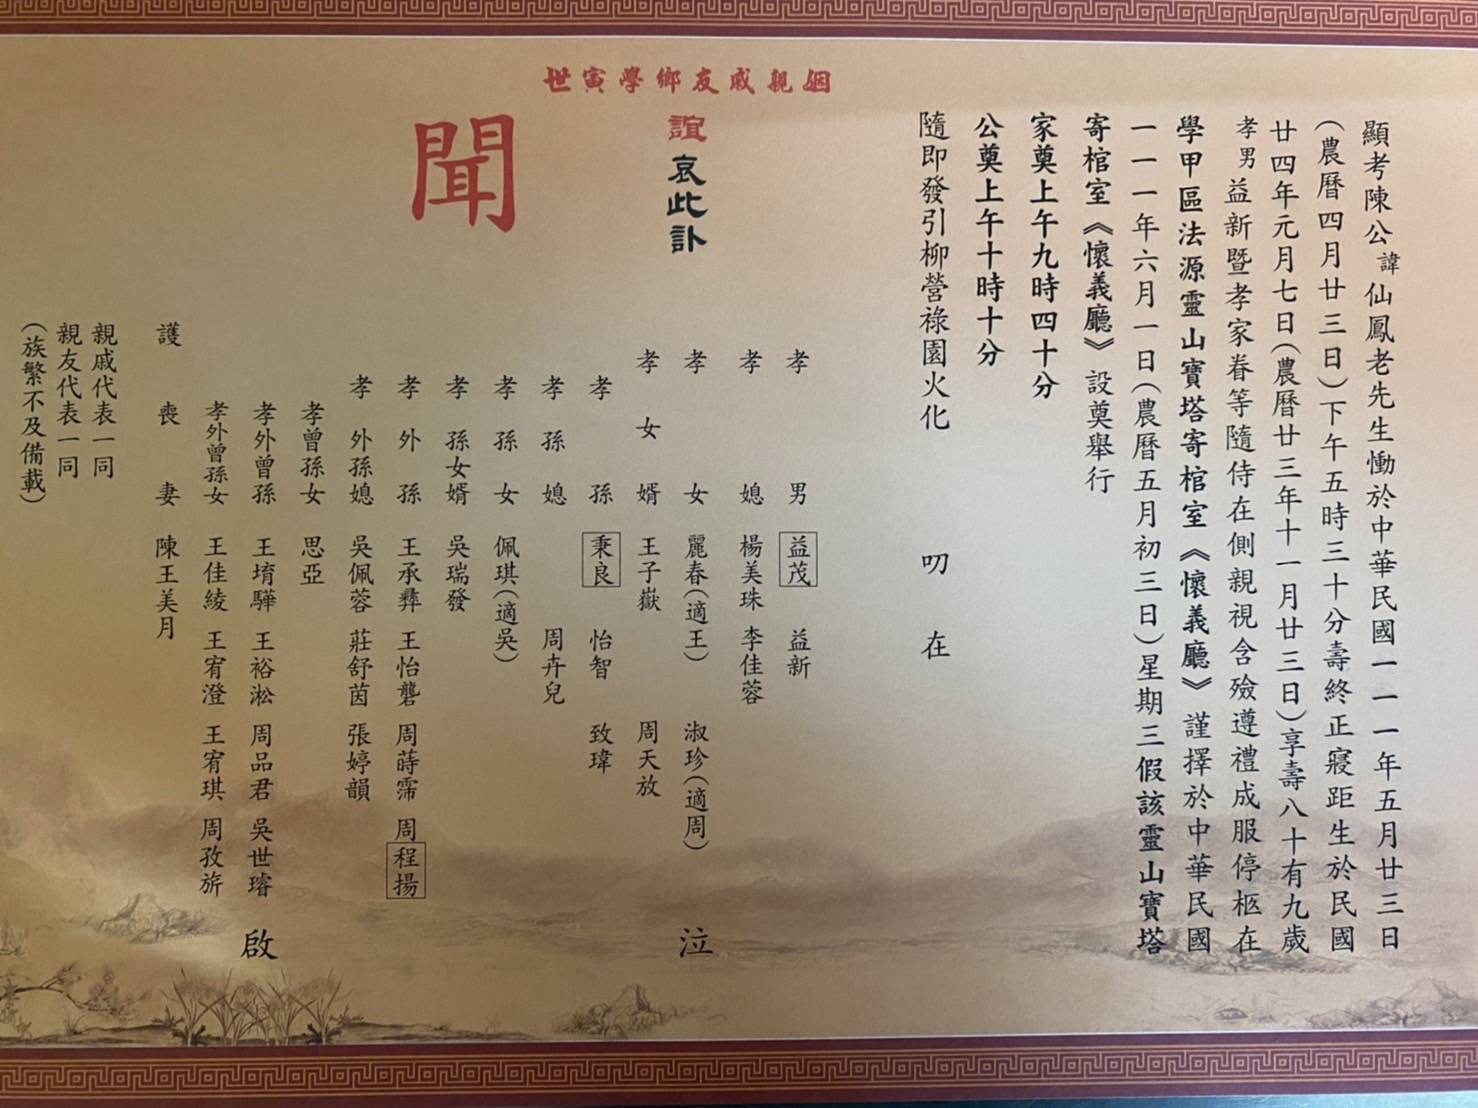 顯考陳公諱仙鳳老先生慟於中華民國一一一年五月廿三日
(農曆四月廿三日)下午五時三十分壽終正寢距生於民國
廿四年元月七日(農曆廿三年十一月廿三日)享壽八十有九歲
孝男益新暨孝家眷等隨侍在側親視含殮遵禮成服停柩在
學甲區法源靈山寶塔寄棺室《懷義廳》謹擇於中華民國
一一一年六月一日(農曆五月初三日)星期三假該靈山寶塔
寄棺室《懷義廳》設奠舉行
家奠上午九時四十分
公奠上午十時十分
隨即發引柳營祿園火化 叨在
姻親戚友鄉學寅世
誼哀此訃
聞
孝男 益茂 益新
孝媳 楊美珠 李佳蓉
孝女 麗春(適王) 淑珍(適周) 泣
孝女婿 王子嶽 周天放
孝孫 秉良 怡智 致瑋
孝孫媳 周卉兒
孝孫女 佩琪(適吳)
孝孫女婿 吳瑞發
孝外孫 王承彝 王怡礱 周蒔霈 周程揚
孝外孫媳 吳佩蓉 莊舒茵 張婷韻
孝曾孫女 思亞
孝外曾孫 王堉驊 王裕淞 周品君 吳世璿 啟
孝外曾孫女 王佳綾 王宥澄 王宥琪 周孜旂
護喪妻 陳王美月
親戚代表一同
親友代表一同
(族繁不及備載)